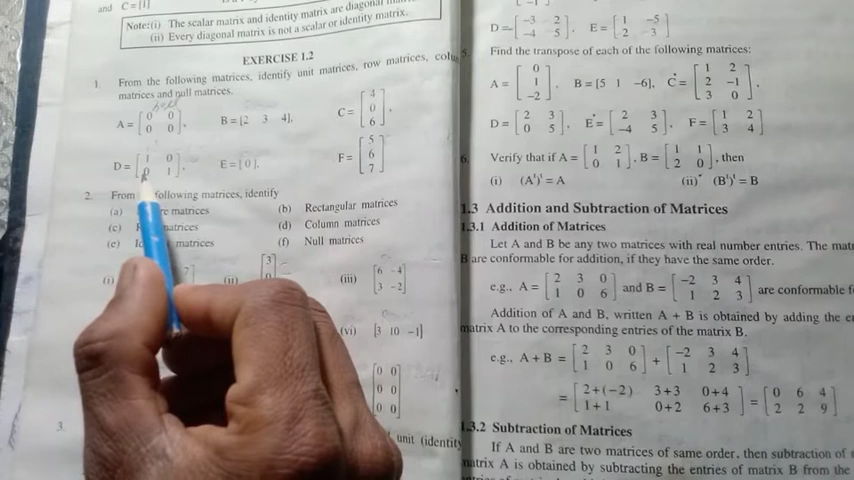 and C = [1]
Note:(i) The scalar matrix and identity matrix are diagonal
(ii) Every diagonal matrix is not a scalar or identity matrix.
EXERCISE 1.2
1. From the following matrices, identify unit matrices, row matrices,
matrices and null matrices.
A = [0 0
0 0], B = [2 3 4], C = [4
0
6],
D = [1 0
0 1], E = [0], F = [5
6
7]
2. From following matrices, identify
(a) matrices (b) Rectangular matrices
(c) matrices (d) Column matrices
(e) matrices (f) Null matrices
(i) 7] (ii) [3
0 (iii) [6 -4
3 -2]
(vi) [3 10 -1]
[0 0
0 0
0 0]
3.
unit (identity
D = [-3 2
-4 5], E = [1 -5
2 -3]
5. Find the transpose of each of the following matrices:
A = [0
1
-2], B = [5 1 -6], C = [1 2
2 -1
3 0],
D = [2 3
0 5], E = [2 3
-4 5], F = [1 2
3 4]
6. Verify that if A = [1 2
0 1], B = [1 1
2 0], then
(i) (Aᵗ)ᵗ = A (ii) (Bᵗ)ᵗ = B
1.3 Addition and Subtraction of Matrices
1.3.1 Addition of Matrices
Let A and B be any two matrices with real number entries. The
B are conformable for addition, if they have the same order.
e.g., A = [2 3 0
1 0 6] and B = [-2 3 4
1 2 3] are conformable
Addition of A and B, written A + B is obtained by adding the
matrix A to the corresponding entries of the matrix B.
e.g., A + B = [2 3 0
1 0 6] + [-2 3 4
1 2 3]
= [2+(-2) 3+3 0+4
1+1 0+2 6+3] = [0 6 4
2 2 9]
1.3.2 Subtraction of Matrices
If A and B are two matrices of same order, then subtraction of
matrix A is obtained by subtracting the entries of matrix B from the